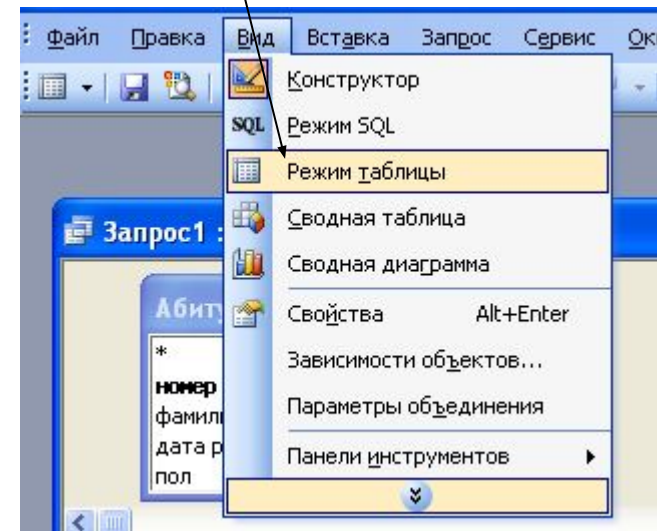 Файл Правка Вид Вставка Запрос Сервис
Конструктор
SQL Режим SQL
Режим таблицы
Сводная таблица
Запрос1 :
Сводная диаграмма
Свойства Alt+Enter
*
Зависимости объектов...
номер
Параметры объединения
дата
Панели инструментов
пол